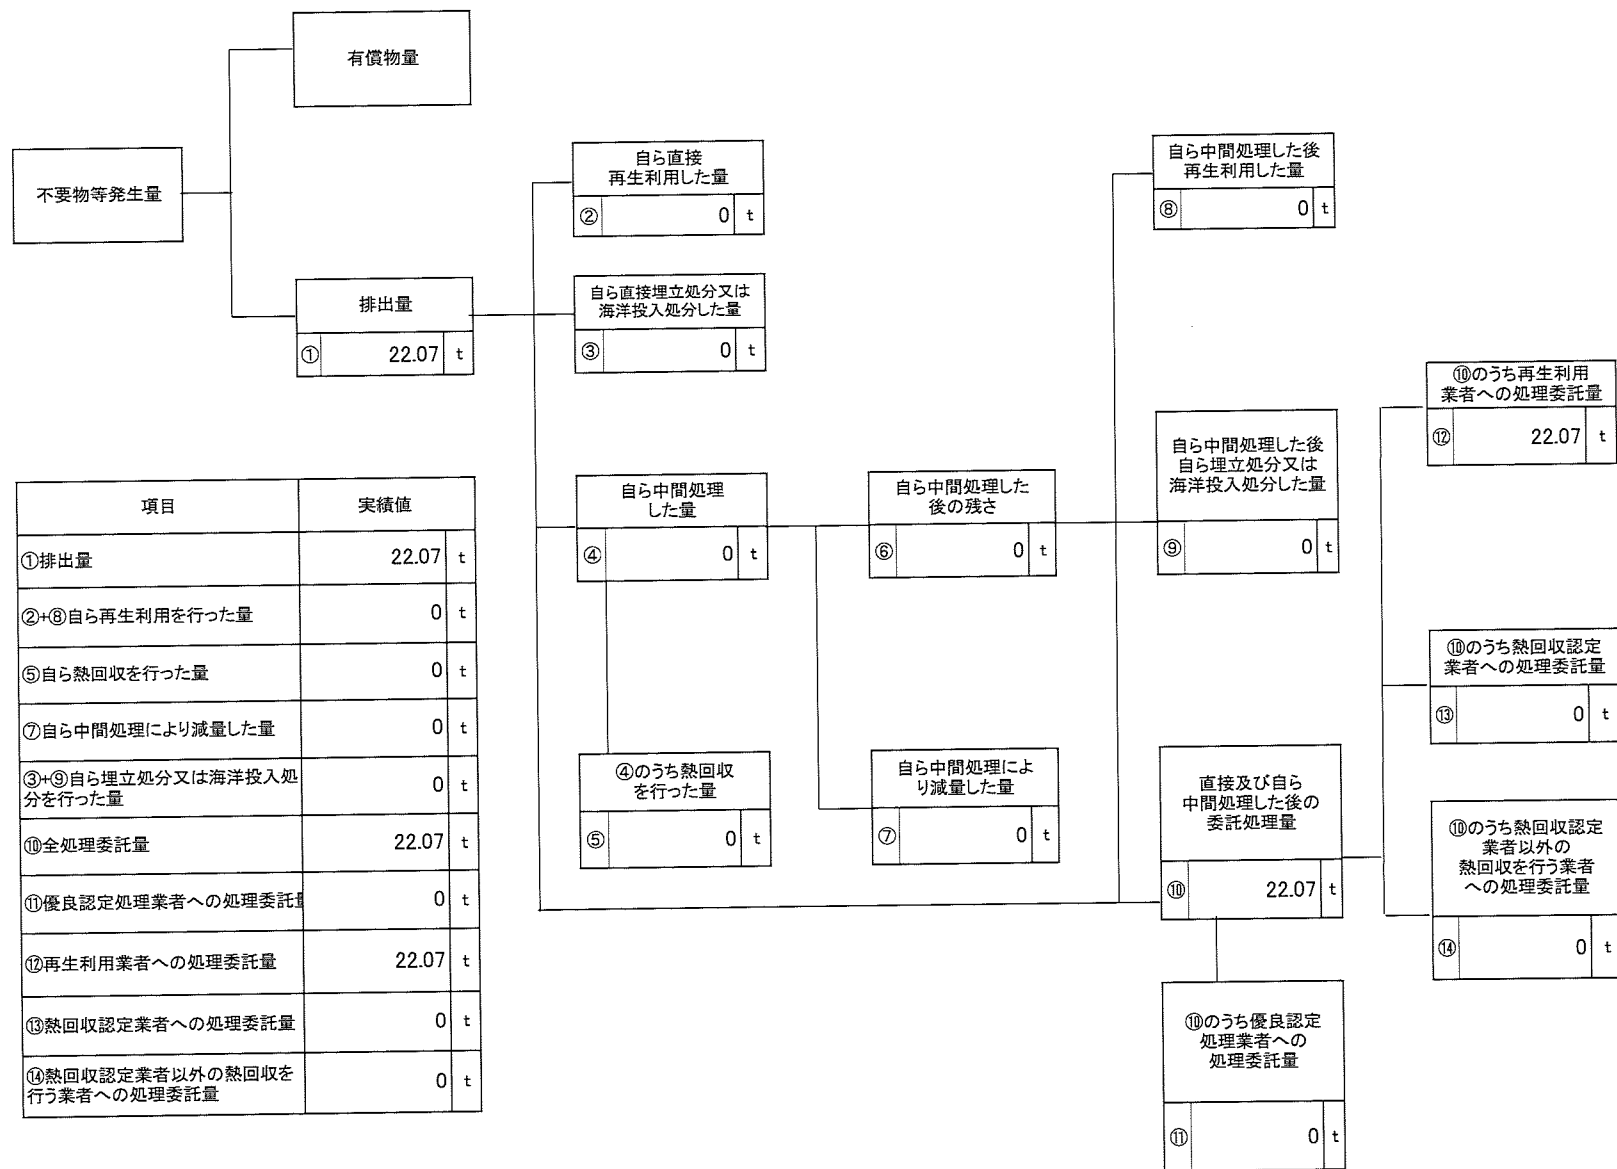 有償物量
不要物等発生量
排出量
① 22.07 t
自ら直接
再生利用した量
② 0 t
自ら直接埋立処分又は
海洋投入処分した量
③ 0 t
自ら中間処理
した量
④ 0 t
④のうち熱回収
を行った量
⑤ 0 t
自ら中間処理した
後の残さ
⑥ 0 t
自ら中間処理によ
り減量した量
⑦ 0 t
自ら中間処理した後
再生利用した量
⑧ 0 t
自ら中間処理した後
自ら埋立処分又は
海洋投入処分した量
⑨ 0 t
直接及び自ら
中間処理した後の
委託処理量
⑩ 22.07 t
⑩のうち優良認定
処理業者への
処理委託量
⑪ 0 t
⑩のうち再生利用
業者への処理委託量
⑫ 22.07 t
⑩のうち熱回収認定
業者への処理委託量
⑬ 0 t
⑩のうち熱回収認定
業者以外の
熱回収を行う業者
への処理委託量
⑭ 0 t
項目 実績値
①排出量 22.07 t
②+⑧自ら再生利用を行った量 0 t
⑤自ら熱回収を行った量 0 t
⑦自ら中間処理により減量した量 0 t
③+⑨自ら埋立処分又は海洋投入処
分を行った量 0 t
⑩全処理委託量 22.07 t
⑪優良認定処理業者への処理委託量 0 t
⑫再生利用業者への処理委託量 22.07 t
⑬熱回収認定業者への処理委託量 0 t
⑭熱回収認定業者以外の熱回収を
行う業者への処理委託量 0 t